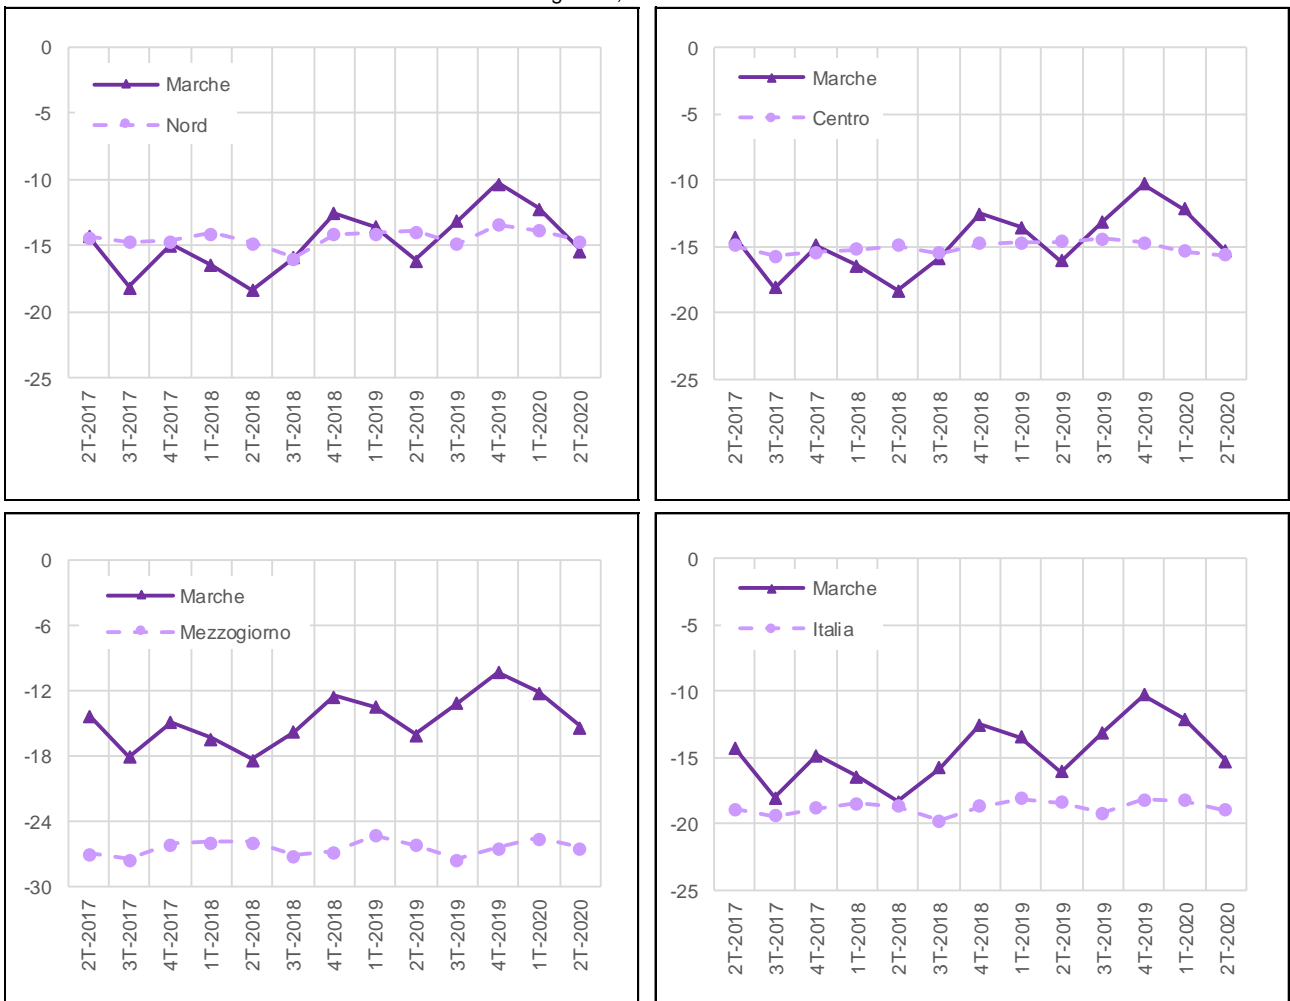 0
-5
-10
-15
-20
-25
Marche
Nord
2T-2017
3T-2017
4T-2017
1T-2018
2T-2018
3T-2018
4T-2018
1T-2019
2T-2019
3T-2019
4T-2019
1T-2020
2T-2020
0
-5
-10
-15
-20
-25
Marche
Centro
2T-2017
3T-2017
4T-2017
1T-2018
2T-2018
3T-2018
4T-2018
1T-2019
2T-2019
3T-2019
4T-2019
1T-2020
2T-2020
0
-6
-12
-18
-24
-30
Marche
Mezzogiorno
2T-2017
3T-2017
4T-2017
1T-2018
2T-2018
3T-2018
4T-2018
1T-2019
2T-2019
3T-2019
4T-2019
1T-2020
2T-2020
0
-5
-10
-15
-20
-25
Marche
Italia
2T-2017
3T-2017
4T-2017
1T-2018
2T-2018
3T-2018
4T-2018
1T-2019
2T-2019
3T-2019
4T-2019
1T-2020
2T-2020